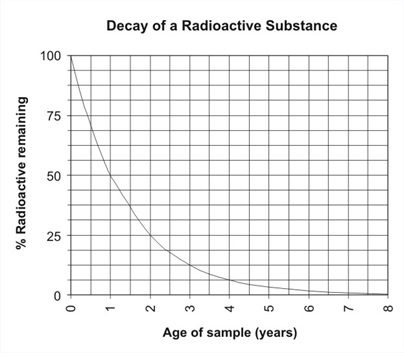 Decay of a Radioactive Substance
% Radioactive remaining
100
75
50
25
0
0 1 2 3 4 5 6 7 8
Age of sample (years)